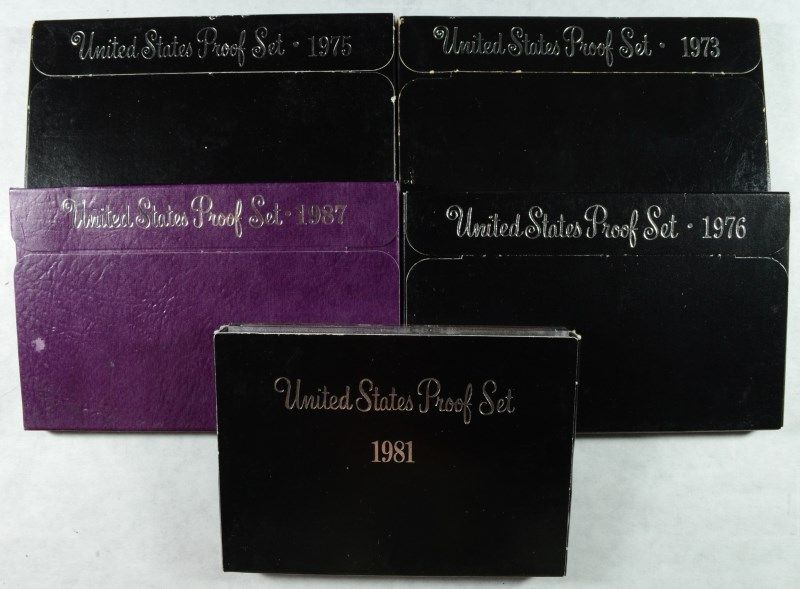 United States Proof Set · 1975
United States Proof Set · 1973
United States Proof Set · 1987
United States Proof Set · 1976
United States Proof Set
1981